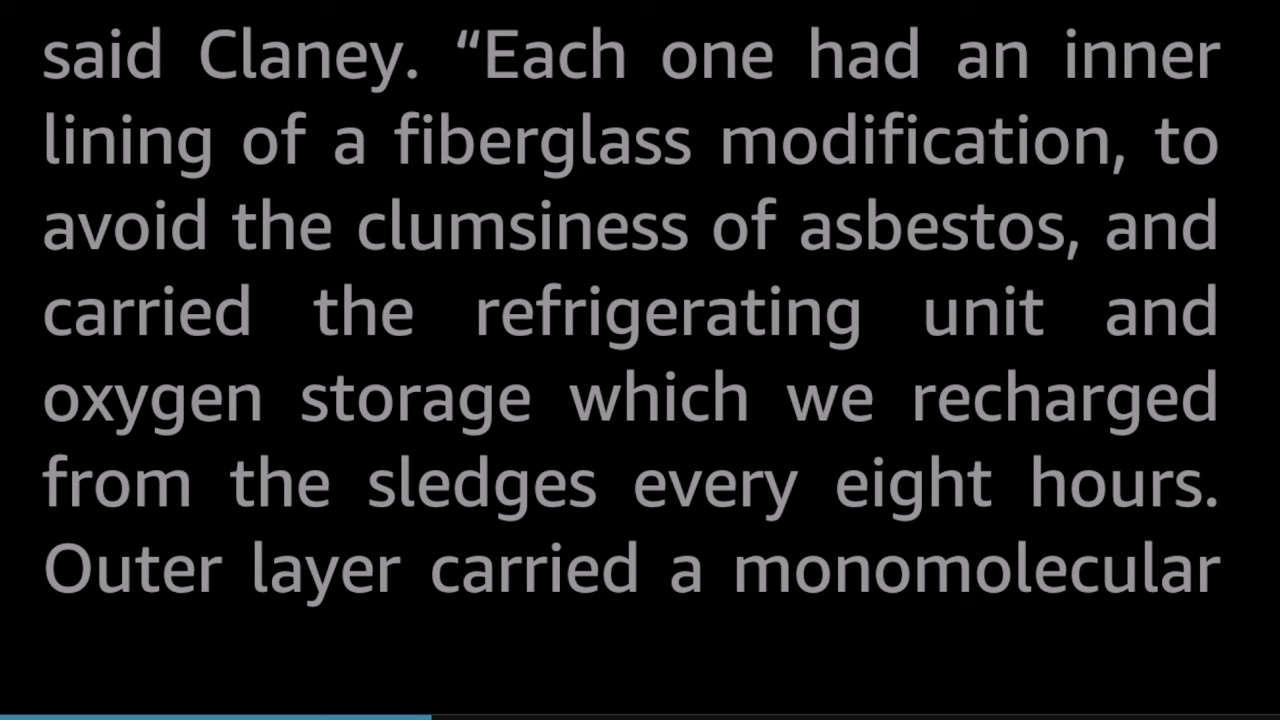 said Claney. “Each one had an inner
lining of a fiberglass modification, to
avoid the clumsiness of asbestos, and
carried the refrigerating unit and
oxygen storage which we recharged
from the sledges every eight hours.
Outer layer carried a monomolecular